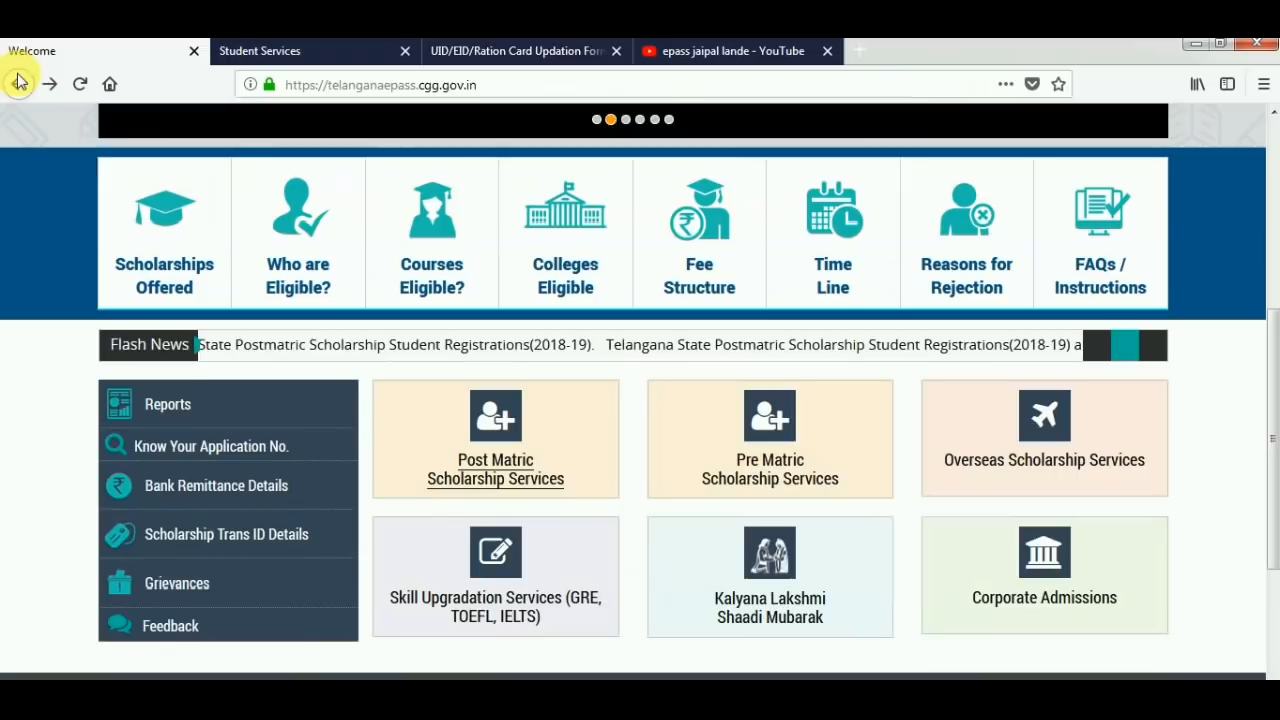 Welcome
Student Services
UID/EID/Ration Card Updation For
epass jaipal lande - YouTube
https://telanganaepass.cgg.gov.in
Scholarships
Offered
Who are
Eligible?
Courses
Eligible?
Colleges
Eligible
Fee
Structure
Time
Line
Reasons for
Rejection
FAQs /
Instructions
Flash News
State Postmatric Scholarship Student Registrations(2018-19). Telangana State Postmatric Scholarship Student Registrations(2018-19) a
Reports
Know Your Application No.
Bank Remittance Details
Scholarship Trans ID Details
Grievances
Feedback
Post Matric
Scholarship Services
Pre Matric
Scholarship Services
Overseas Scholarship Services
Skill Upgradation Services (GRE,
TOEFL, IELTS)
Kalyana Lakshmi
Shaadi Mubarak
Corporate Admissions